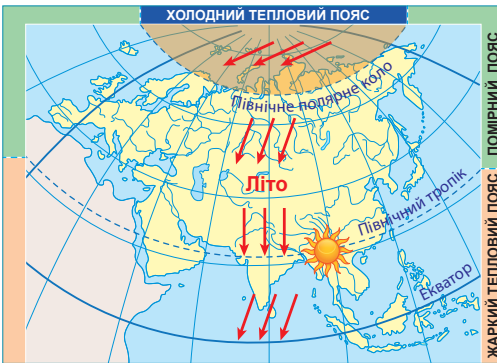 ХОЛОДНИЙ ТЕПЛОВИЙ ПОЯС
ПОМІРНИЙ ПОЯС
Північне полярне коло
Літо
Північний тропік
Екватор
ЖАРКИЙ ТЕПЛОВИЙ ПОЯС